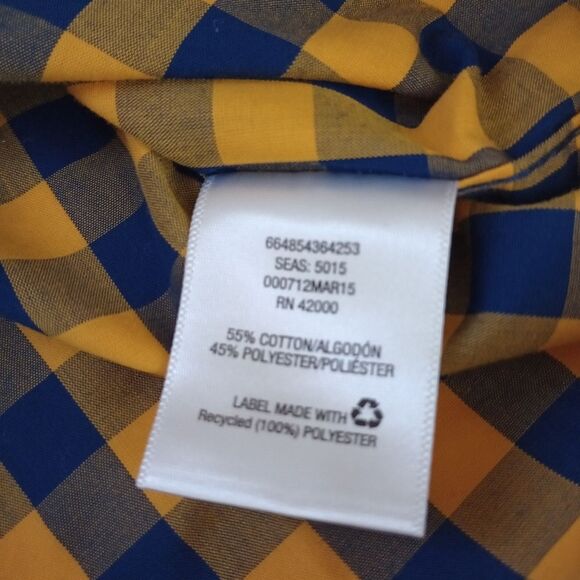 664854364253
SEAS: 5015
000712MAR15
RN 42000
55% COTTON/ALGODÓN
45% POLYESTER/POLIÉSTER
LABEL MADE WITH
Recycled (100%) POLYESTER